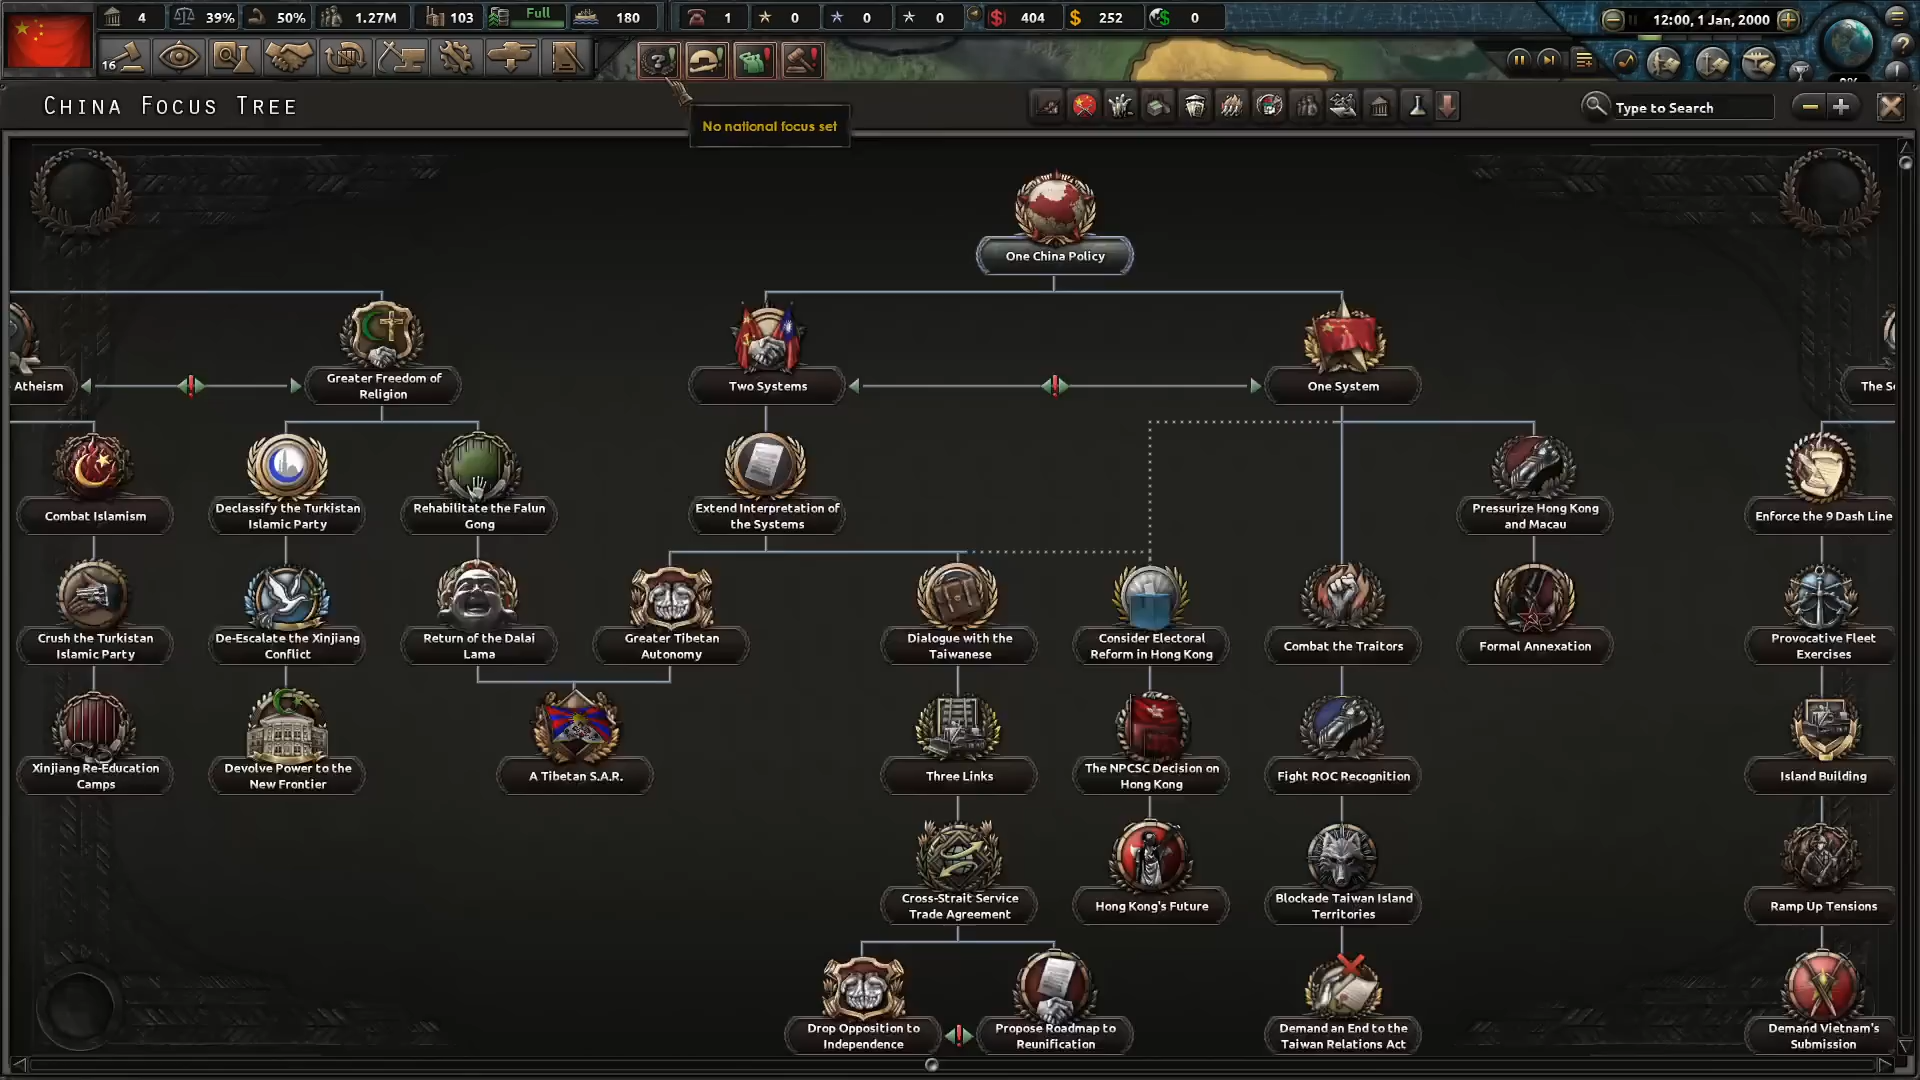 4 39% 50% 1.27M 103 Full 180 1 0 0 0 404 252 0 12:00, 1 Jan, 2000
16
CHINA FOCUS TREE
Type to Search
No national focus set
One China Policy
Atheism
Greater Freedom of
Religion
Two Systems
One System
Combat Islamism
Declassify the Turkistan
Islamic Party
Rehabilitate the Falun
Gong
Extend Interpretation of
the Systems
Pressurize Hong Kong
and Macau
Enforce the 9 Dash Line
Crush the Turkistan
Islamic Party
De-Escalate the Xinjiang
Conflict
Return of the Dalai
Lama
Greater Tibetan
Autonomy
Dialogue with the
Taiwanese
Consider Electoral
Reform in Hong Kong
Combat the Traitors
Formal Annexation
Provocative Fleet
Exercises
Xinjiang Re-Education
Camps
Devolve Power to the
New Frontier
A Tibetan S.A.R.
Three Links
The NPCSC Decision on
Hong Kong
Fight ROC Recognition
Island Building
Cross-Strait Service
Trade Agreement
Hong Kong's Future
Blockade Taiwan Island
Territories
Ramp Up Tensions
Drop Opposition to
Independence
Propose Roadmap to
Reunification
Demand an End to the
Taiwan Relations Act
Demand Vietnam's
Submission